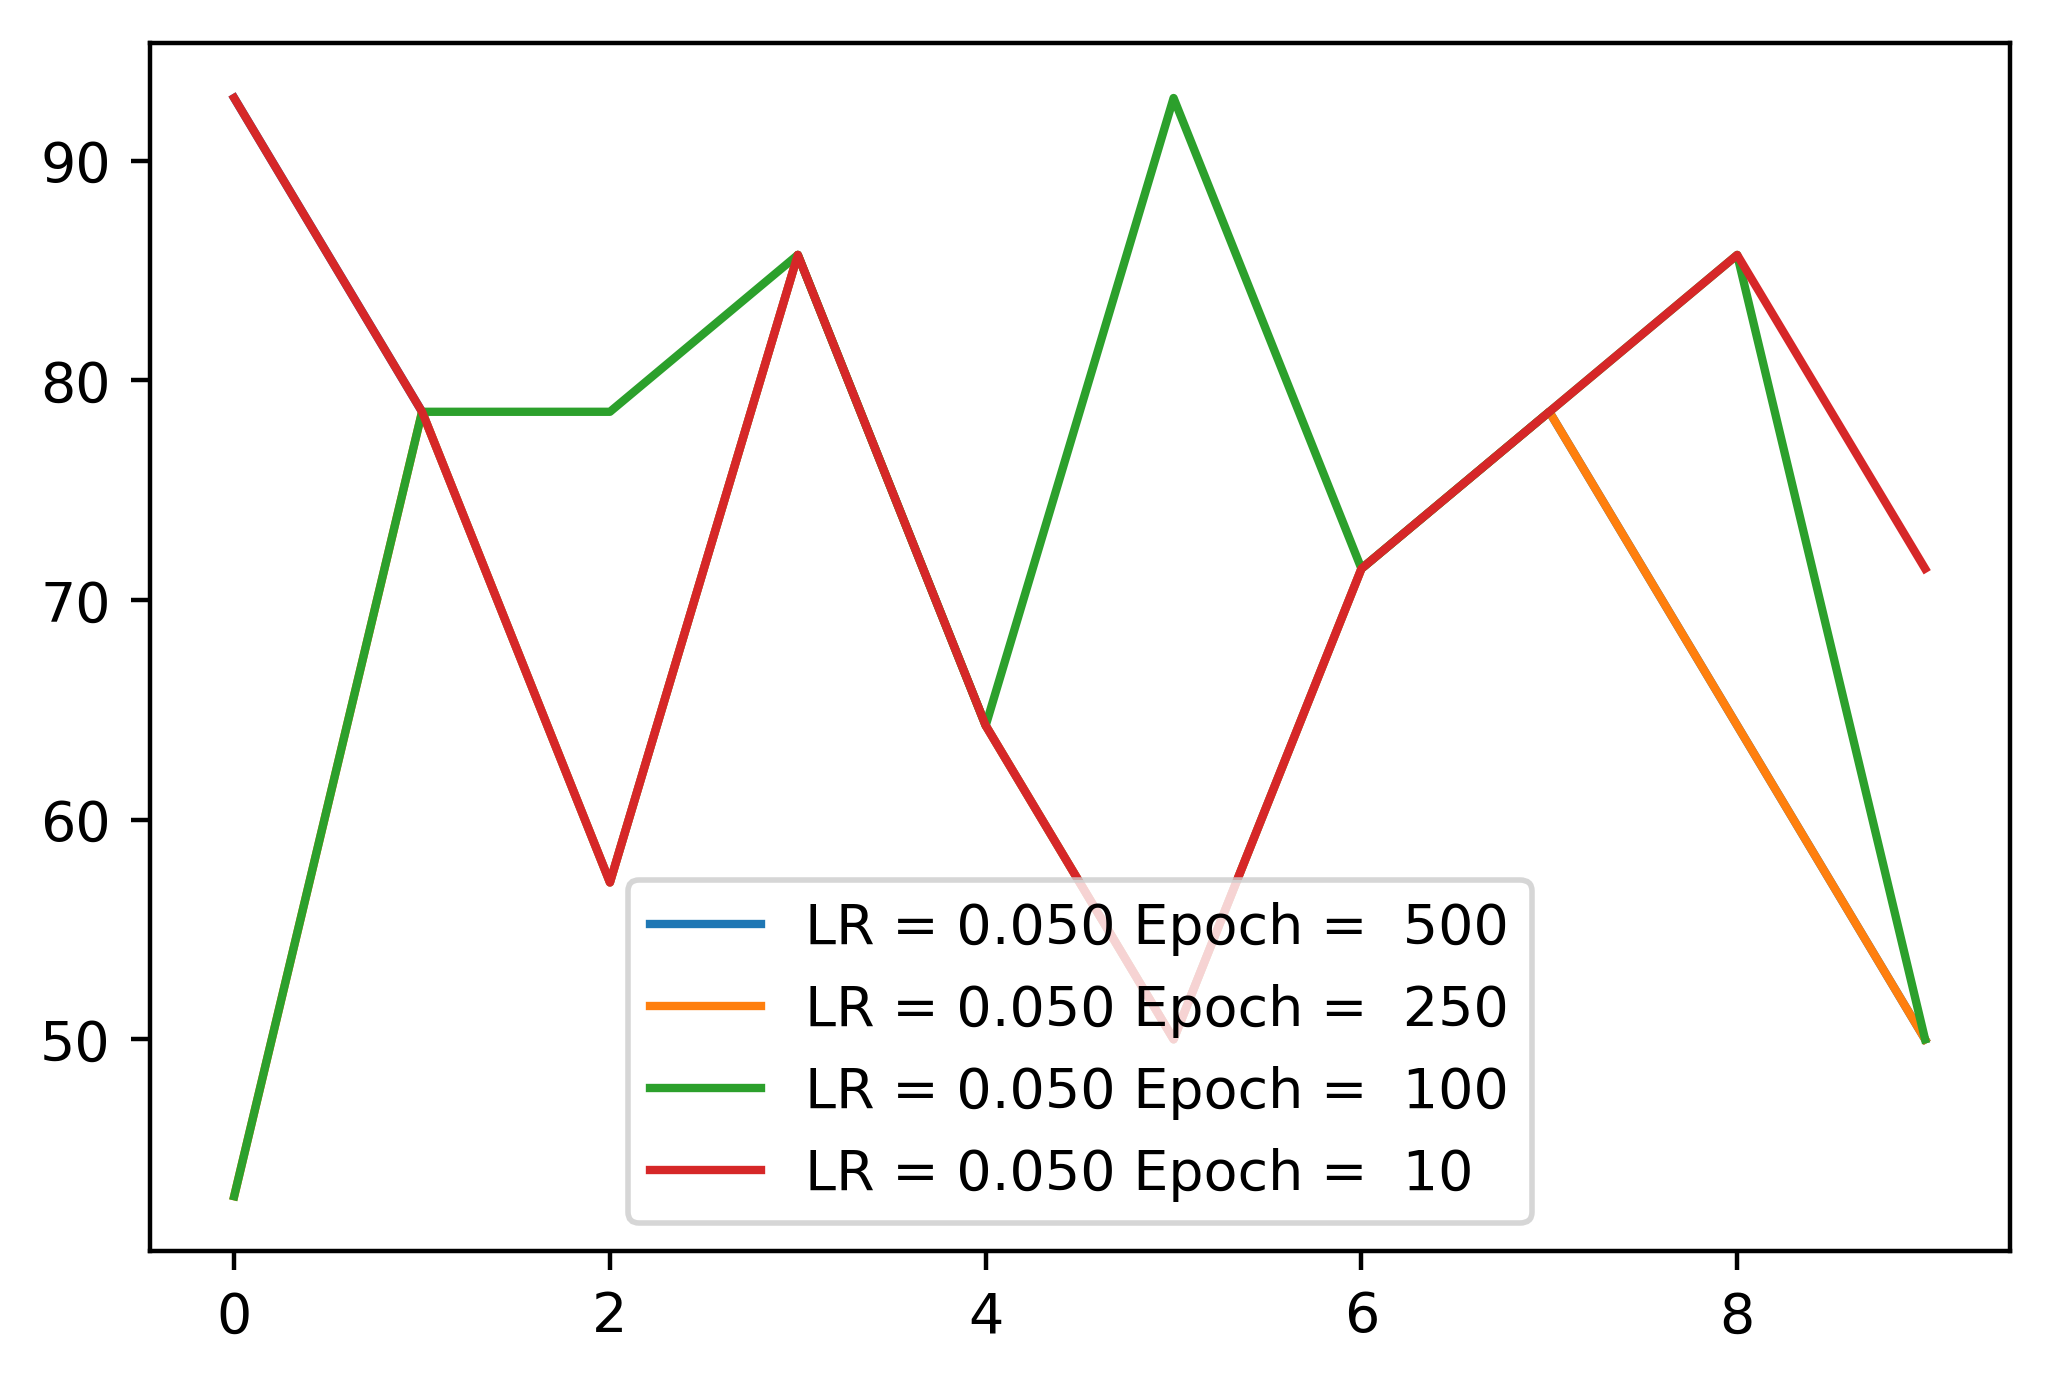 90
80
70
60
50
LR = 0.050 Epoch =  500
LR = 0.050 Epoch =  250
LR = 0.050 Epoch =  100
LR = 0.050 Epoch =  10
0 2 4 6 8